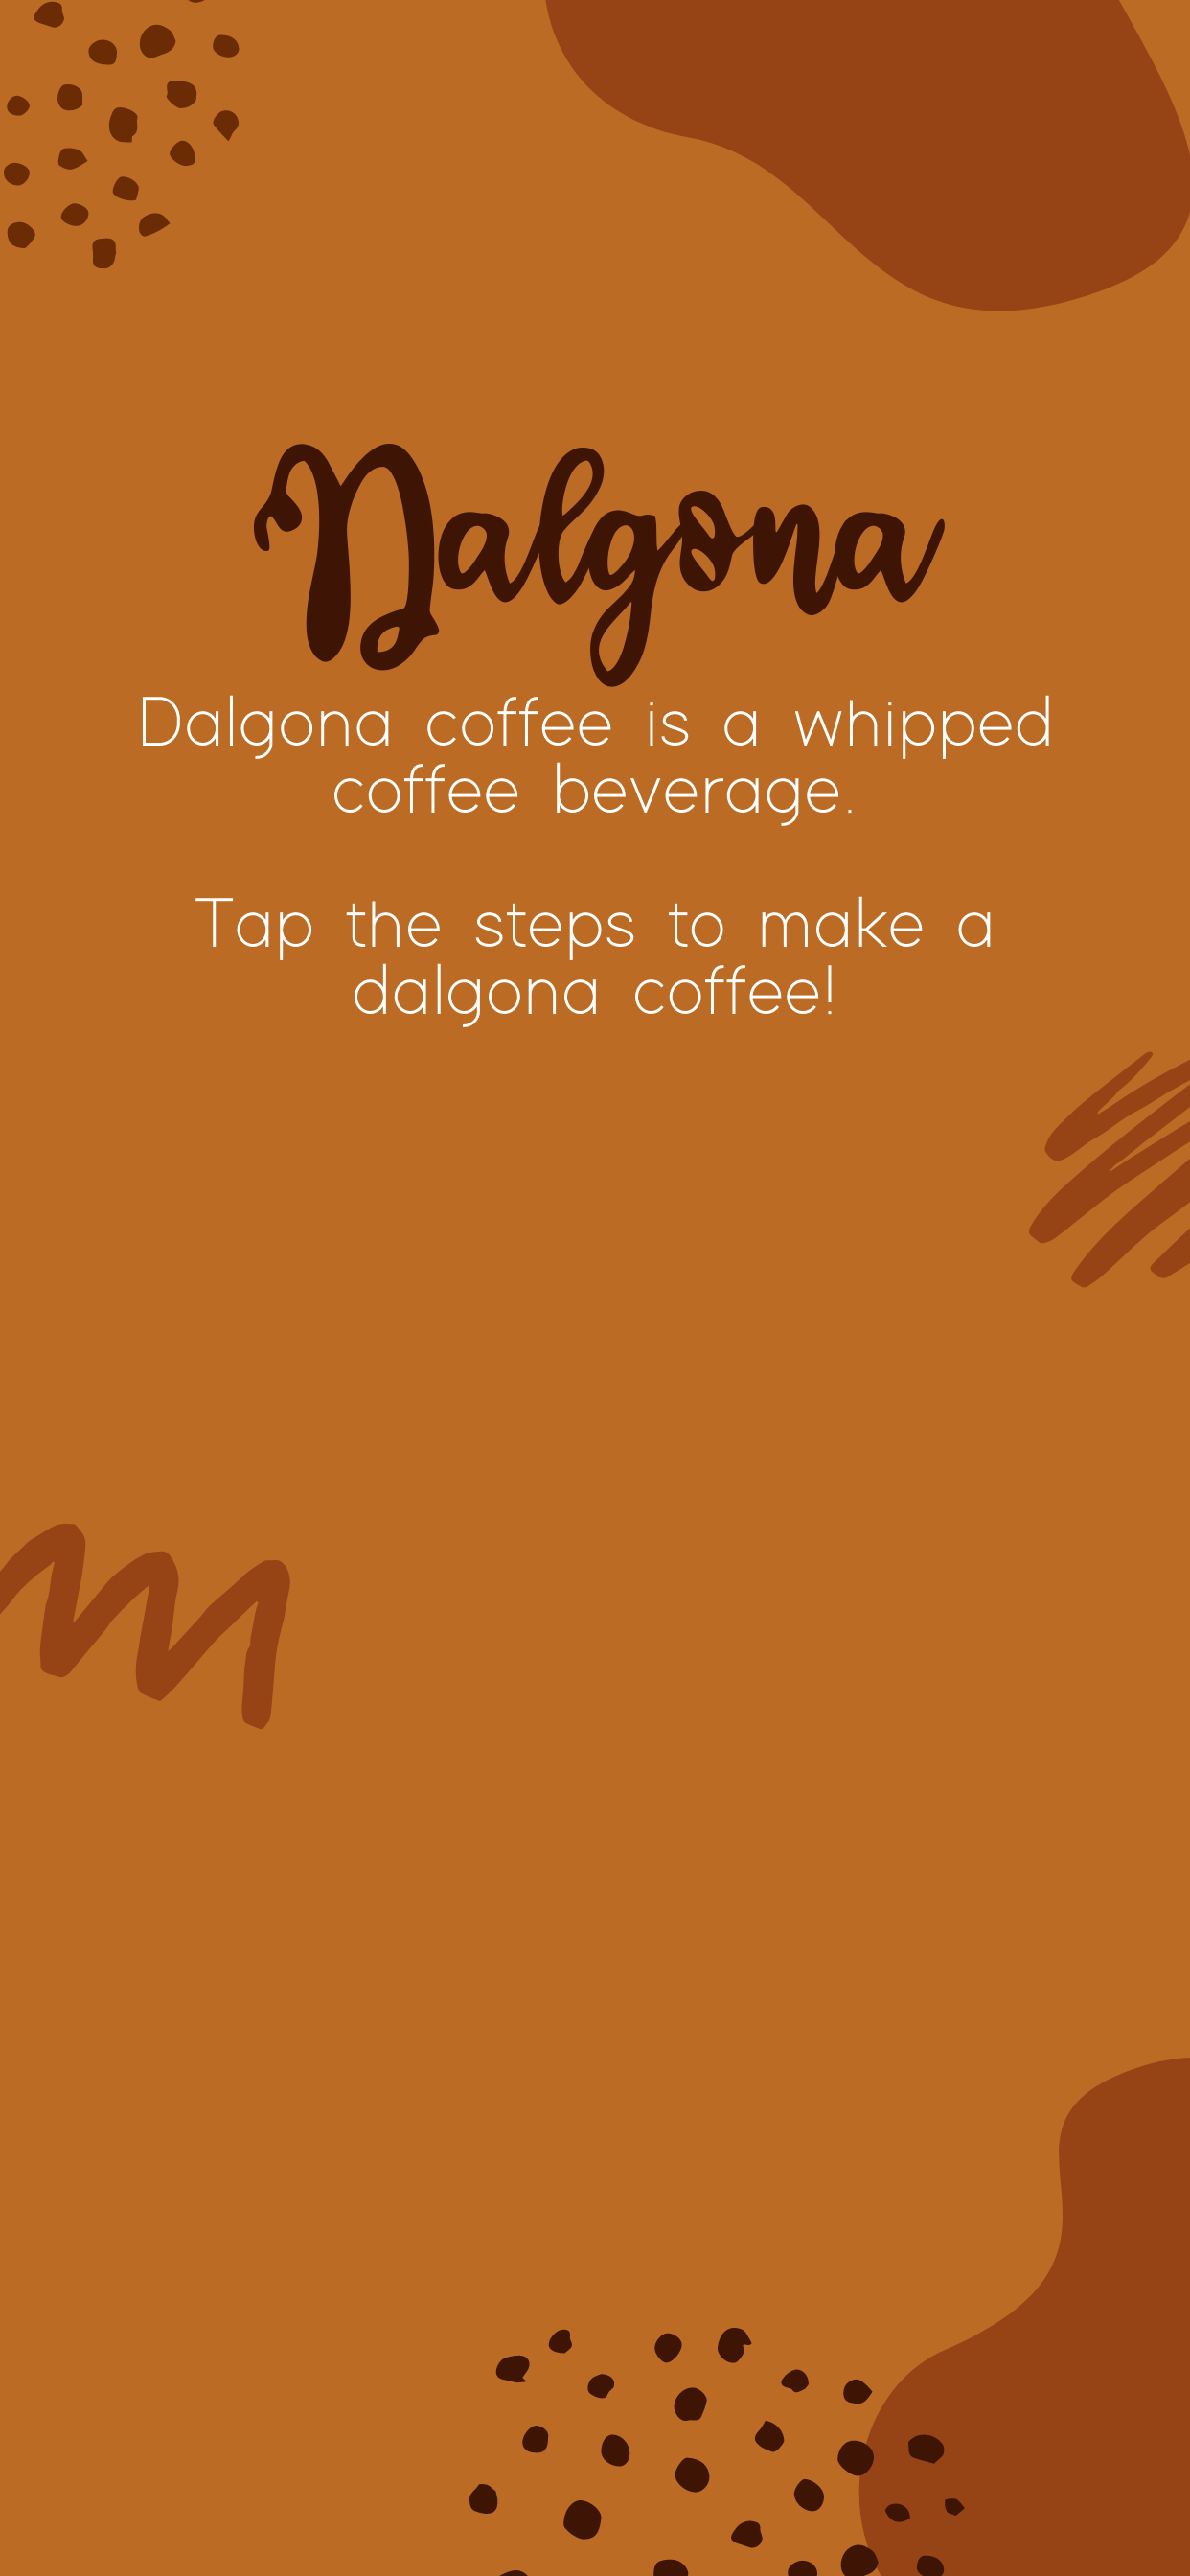 Dalgona
Dalgona coffee is a whipped
coffee beverage.
Tap the steps to make a
dalgona coffee!